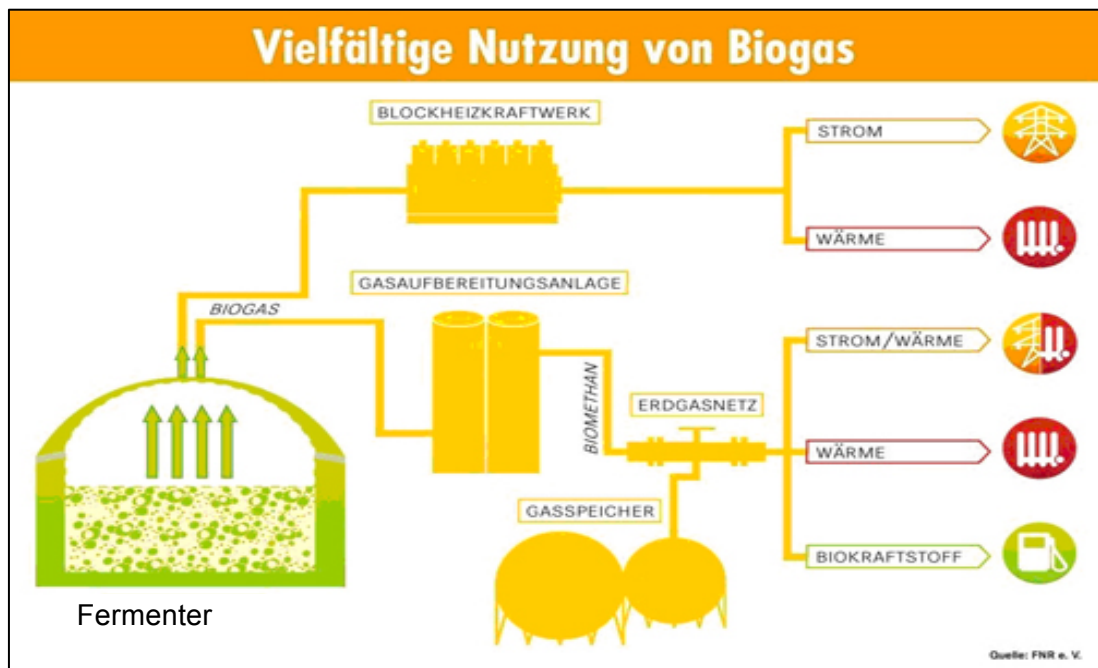 Vielfältige Nutzung von Biogas
BLOCKHEIZKRAFTWERK
STROM
WÄRME
GASAUFBEREITUNGSANLAGE
BIOGAS
STROM/WÄRME
BIOMETHAN
ERDGASNETZ
WÄRME
GASSPEICHER
BIOKRAFTSTOFF
Fermenter
Quelle: FNR e. V.